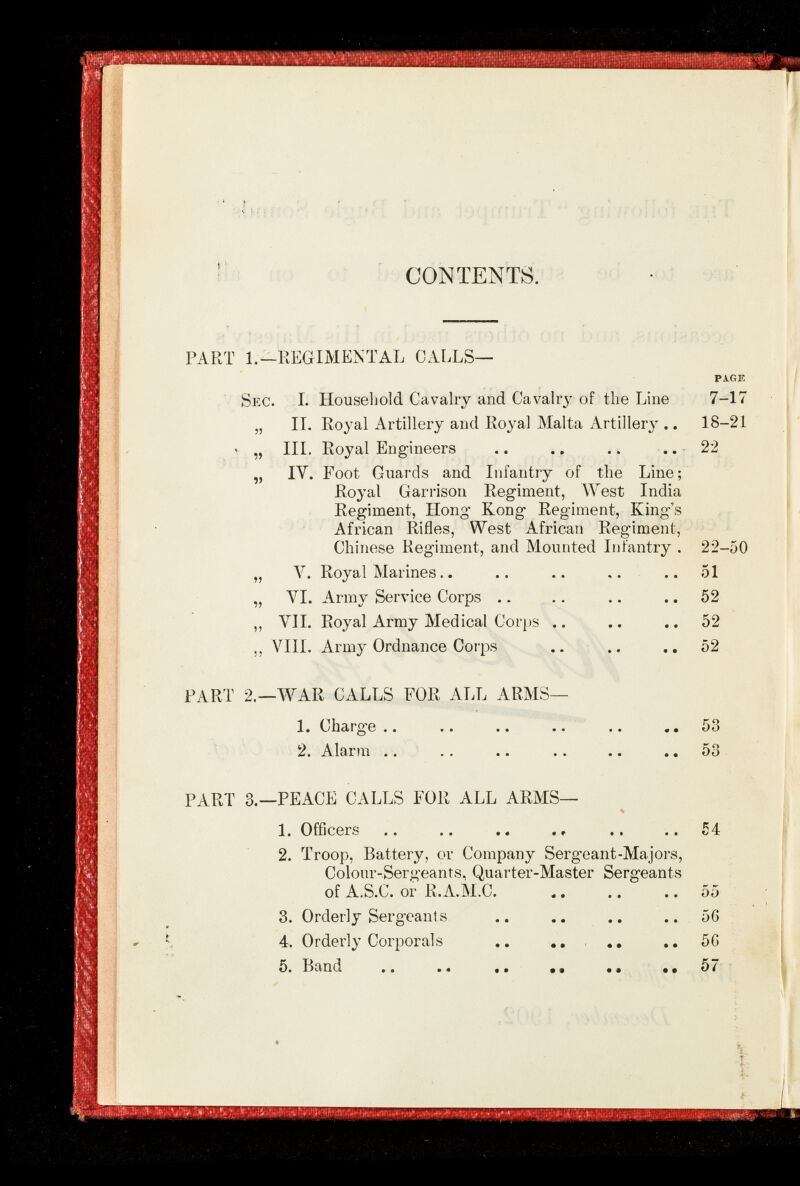 CONTENTS.
PART 1.—REGIMENTAL CALLS—
PAGE
SEC. I. Household Cavalry and Cavalry of the Line 7–17
„ II. Royal Artillery and Royal Malta Artillery .. 18–21
„ III. Royal Engineers .. .. .. .. 22
„ IV. Foot Guards and Infantry of the Line;
Royal Garrison Regiment, West India
Regiment, Hong Kong Regiment, King's
African Rifles, West African Regiment,
Chinese Regiment, and Mounted Infantry . 22–50
„ V. Royal Marines .. .. .. .. .. 51
„ VI. Army Service Corps .. .. .. .. 52
„ VII. Royal Army Medical Corps .. .. .. 52
„ VIII. Army Ordnance Corps .. .. .. 52
PART 2.—WAR CALLS FOR ALL ARMS—
1. Charge .. .. .. .. .. .. 53
2. Alarm .. .. .. .. .. .. 53
PART 3.—PEACE CALLS FOR ALL ARMS—
1. Officers .. .. .. .. .. .. 54
2. Troop, Battery, or Company Sergeant-Majors,
Colour-Sergeants, Quarter-Master Sergeants
of A.S.C. or R.A.M.C. .. .. .. 55
3. Orderly Sergeants .. .. .. .. 56
4. Orderly Corporals .. .. .. .. 56
5. Band .. .. .. .. .. .. 57